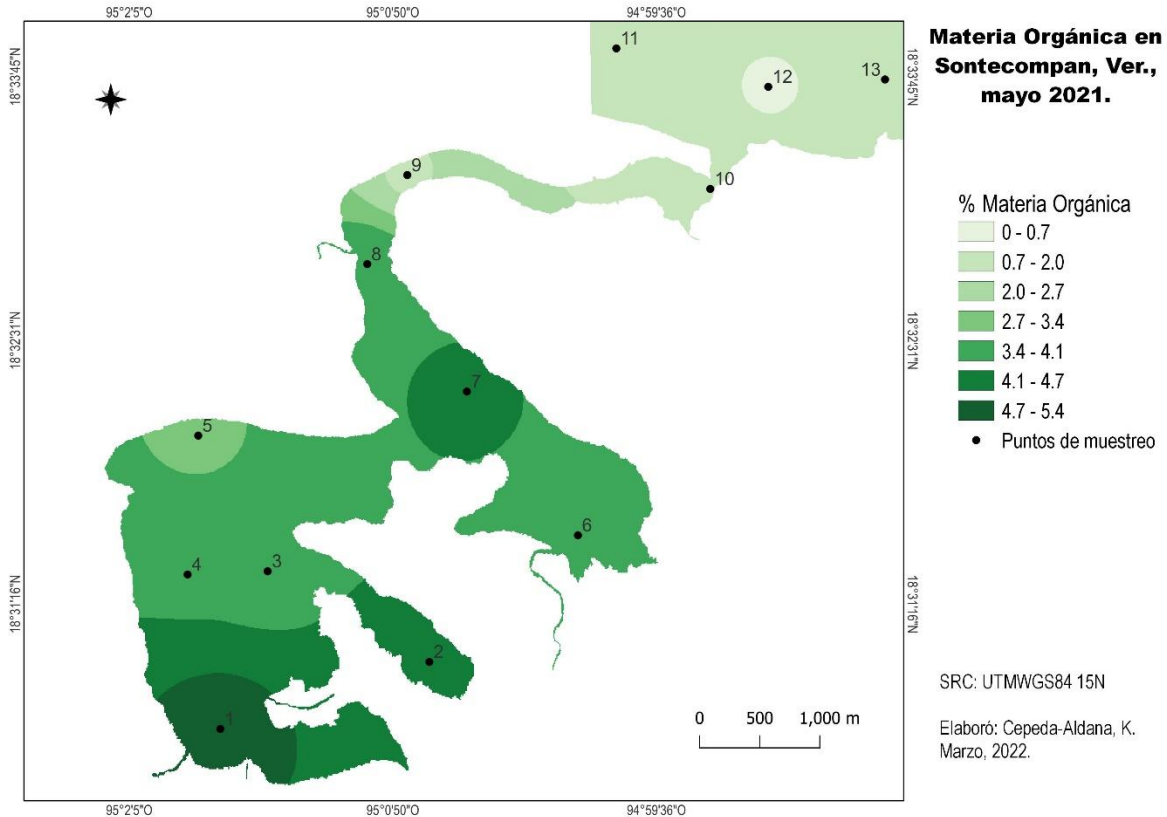 95°2'5"O
95°0'50"O
94°59'36"O
18°33'45"N
18°33'45"N
11
12
13
9
10
8
18°32'31"N
18°32'31"N
7
5
6
4
3
18°31'16"N
18°31'16"N
2
1
0 500 1,000 m
95°2'5"O
95°0'50"O
94°59'36"O
Materia Orgánica en
Sontecompan, Ver.,
mayo 2021.
% Materia Orgánica
0 - 0.7
0.7 - 2.0
2.0 - 2.7
2.7 - 3.4
3.4 - 4.1
4.1 - 4.7
4.7 - 5.4
Puntos de muestreo
SRC: UTMWGS84 15N
Elaboró: Cepeda-Aldana, K.
Marzo, 2022.